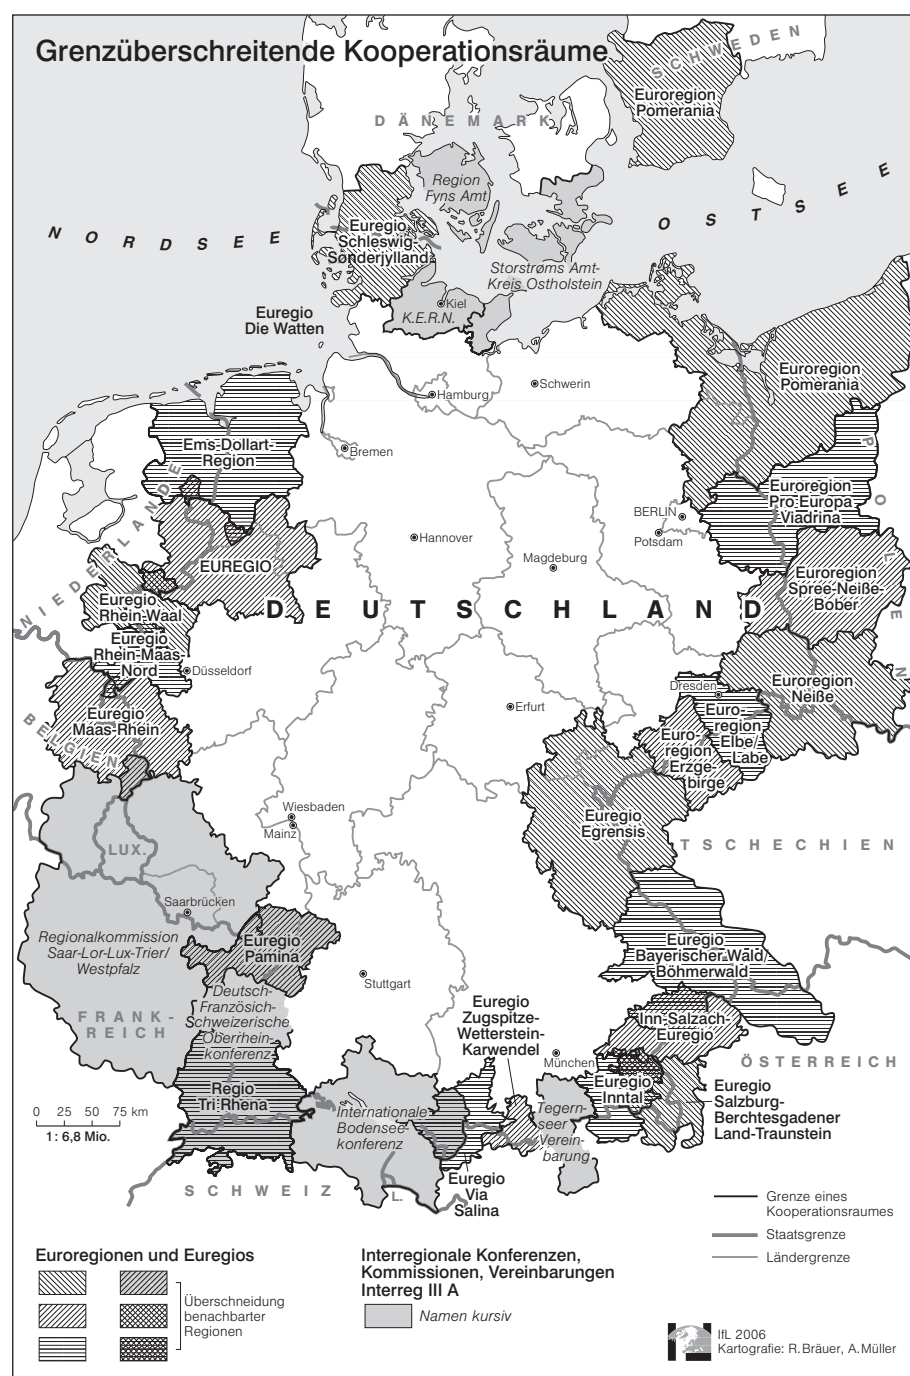 Grenzüberschreitende Kooperationsräume
SCHWEDEN
Euroregion
Pomerania
DÄNEMARK
Region
Fyns Amt
NORDSEE
OSTSEE
Euregio
Schleswig-
Sønderjylland
Storstrøms Amt-
Kreis Ostholstein
Kiel
K.E.R.N.
Euregio
Die Watten
Euroregion
Pomerania
Schwerin
Hamburg
Ems-Dollart-
Region
Bremen
POLEN
Euroregion
Pro Europa
Viadrina
NIEDERLANDE
BERLIN
Potsdam
Hannover
Magdeburg
EUREGIO
Euroregion
Spree-Neiße-
Bober
Euregio
Rhein-Waal
DEUTSCHLAND
Euregio
Rhein-Maas-
Nord
Düsseldorf
Euroregion
Neiße
Dresden
Erfurt
Euregio
Maas-Rhein
BELGIEN
Euro-
region
Elbe/
Labe
Euro-
region
Erzge-
birge
Wiesbaden
Mainz
Euregio
Egrensis
TSCHECHIEN
LUX.
Saarbrücken
Regionalkommission
Saar-Lor-Lux-Trier/
Westpfalz
Euregio
Pamina
Euregio
Bayerischer Wald/
Böhmerwald
Stuttgart
FRANK-
REICH
Deutsch-
Französich-
Schweizerische
Oberrhein-
konferenz
Euregio
Zugspitze-
Wetterstein-
Karwendel
Inn-Salzach-
Euregio
München
ÖSTERREICH
Regio
Tri Rhena
Internationale
Bodensee-
konferenz
Tegern-
seer
Verein-
barung
Euregio
Inntal
Euregio
Salzburg-
Berchtesgadener
Land-Traunstein
0 25 50 75 km
1 : 6,8 Mio.
SCHWEIZ
L.
Euregio
Via
Salina
Grenze eines
Kooperationsraumes
Staatsgrenze
Ländergrenze
Euroregionen und Euregios
Überschneidung
benachbarter
Regionen
Interregionale Konferenzen,
Kommissionen, Vereinbarungen
Interreg III A
Namen kursiv
IfL 2006
Kartografie: R. Bräuer, A. Müller